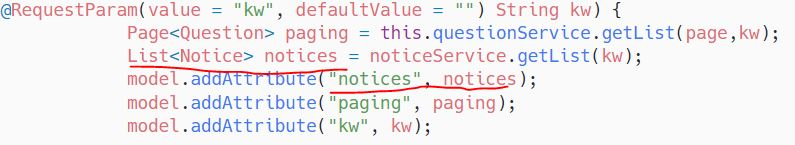 @RequestParam(value = "kw", defaultValue = "") String kw) {
Page<Question> paging = this.questionService.getList(page,kw);
List<Notice> notices = noticeService.getList(kw);
model.addAttribute("notices", notices);
model.addAttribute("paging", paging);
model.addAttribute("kw", kw);